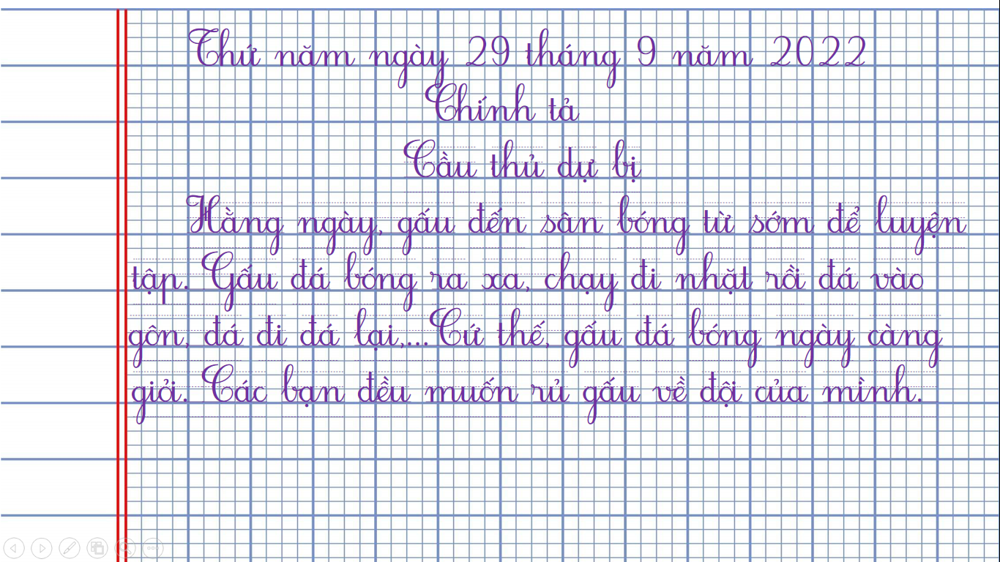 Thứ năm ngày 29 tháng 9 năm 2022
Chính tả
Cầu thủ dự bị
Hằng ngày, gấu đến sân bóng từ sớm để luyện
tập. Gấu đá bóng ra xa, chạy đi nhặt rồi đá vào
gôn, đá đi đá lại,...Cứ thế, gấu đá bóng ngày càng
giỏi. Các bạn đều muốn rủ gấu về đội của mình.